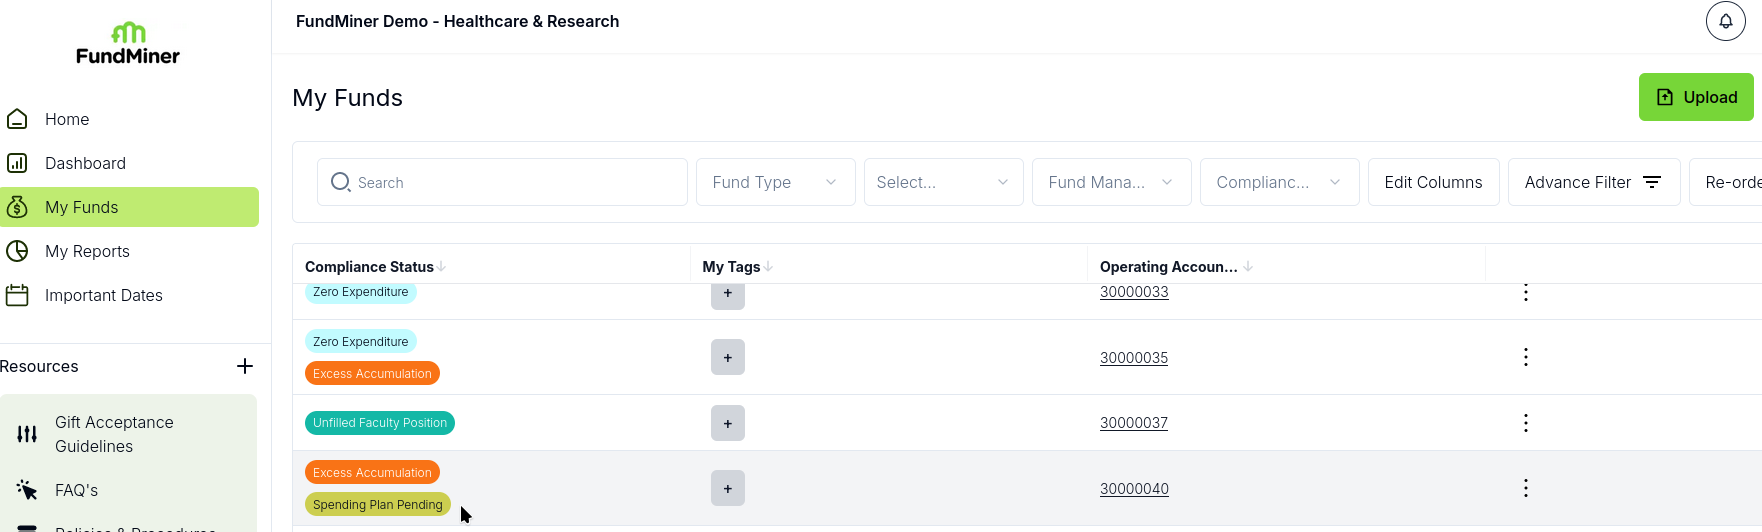 FundMiner Demo - Healthcare & Research
FundMiner
Home
Dashboard
My Funds
My Reports
Important Dates
Resources
Gift Acceptance
Guidelines
FAQ's
My Funds
Upload
Search
Fund Type
Select...
Fund Mana...
Complianc...
Edit Columns
Advance Filter
Re-orde
Compliance Status
My Tags
Operating Accoun...
Zero Expenditure
+
30000033
Zero Expenditure
Excess Accumulation
+
30000035
Unfilled Faculty Position
+
30000037
Excess Accumulation
Spending Plan Pending
+
30000040
Policies & Procedures